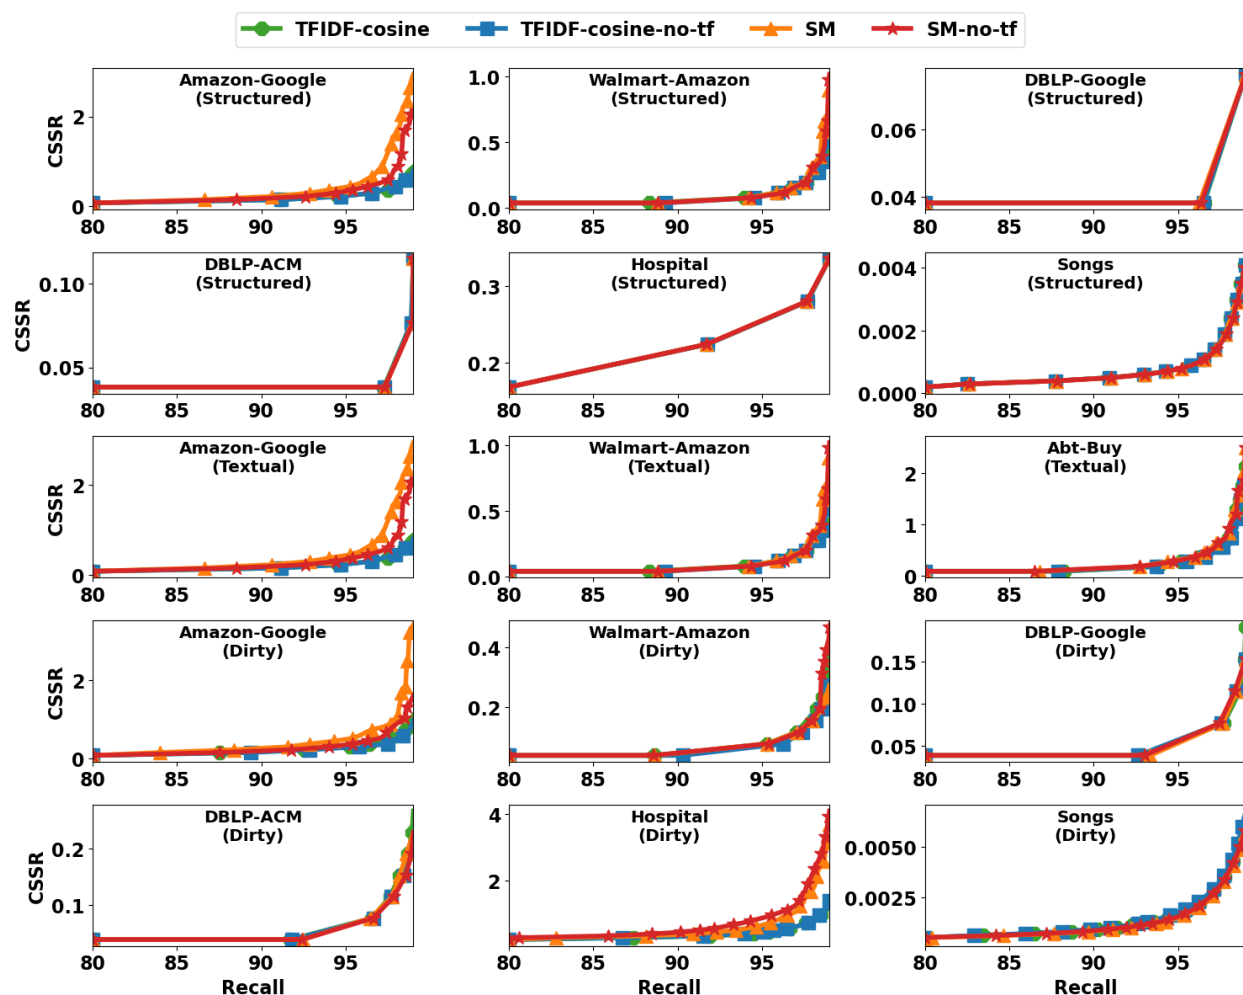 TFIDF-cosine TFIDF-cosine-no-tf SM SM-no-tf
Amazon-Google
(Structured)
CSSR
2
0
80 85 90 95
Walmart-Amazon
(Structured)
1.0
0.5
0.0
80 85 90 95
DBLP-Google
(Structured)
0.06
0.04
80 85 90 95
DBLP-ACM
(Structured)
CSSR
0.10
0.05
80 85 90 95
Hospital
(Structured)
0.3
0.2
80 85 90 95
Songs
(Structured)
0.004
0.002
0.000
80 85 90 95
Amazon-Google
(Textual)
CSSR
2
0
80 85 90 95
Walmart-Amazon
(Textual)
1.0
0.5
0.0
80 85 90 95
Abt-Buy
(Textual)
2
1
0
80 85 90 95
Amazon-Google
(Dirty)
CSSR
2
0
80 85 90 95
Walmart-Amazon
(Dirty)
0.4
0.2
80 85 90 95
DBLP-Google
(Dirty)
0.15
0.10
0.05
80 85 90 95
DBLP-ACM
(Dirty)
CSSR
0.2
0.1
80 85 90 95
Recall
Hospital
(Dirty)
4
2
80 85 90 95
Recall
Songs
(Dirty)
0.0050
0.0025
80 85 90 95
Recall